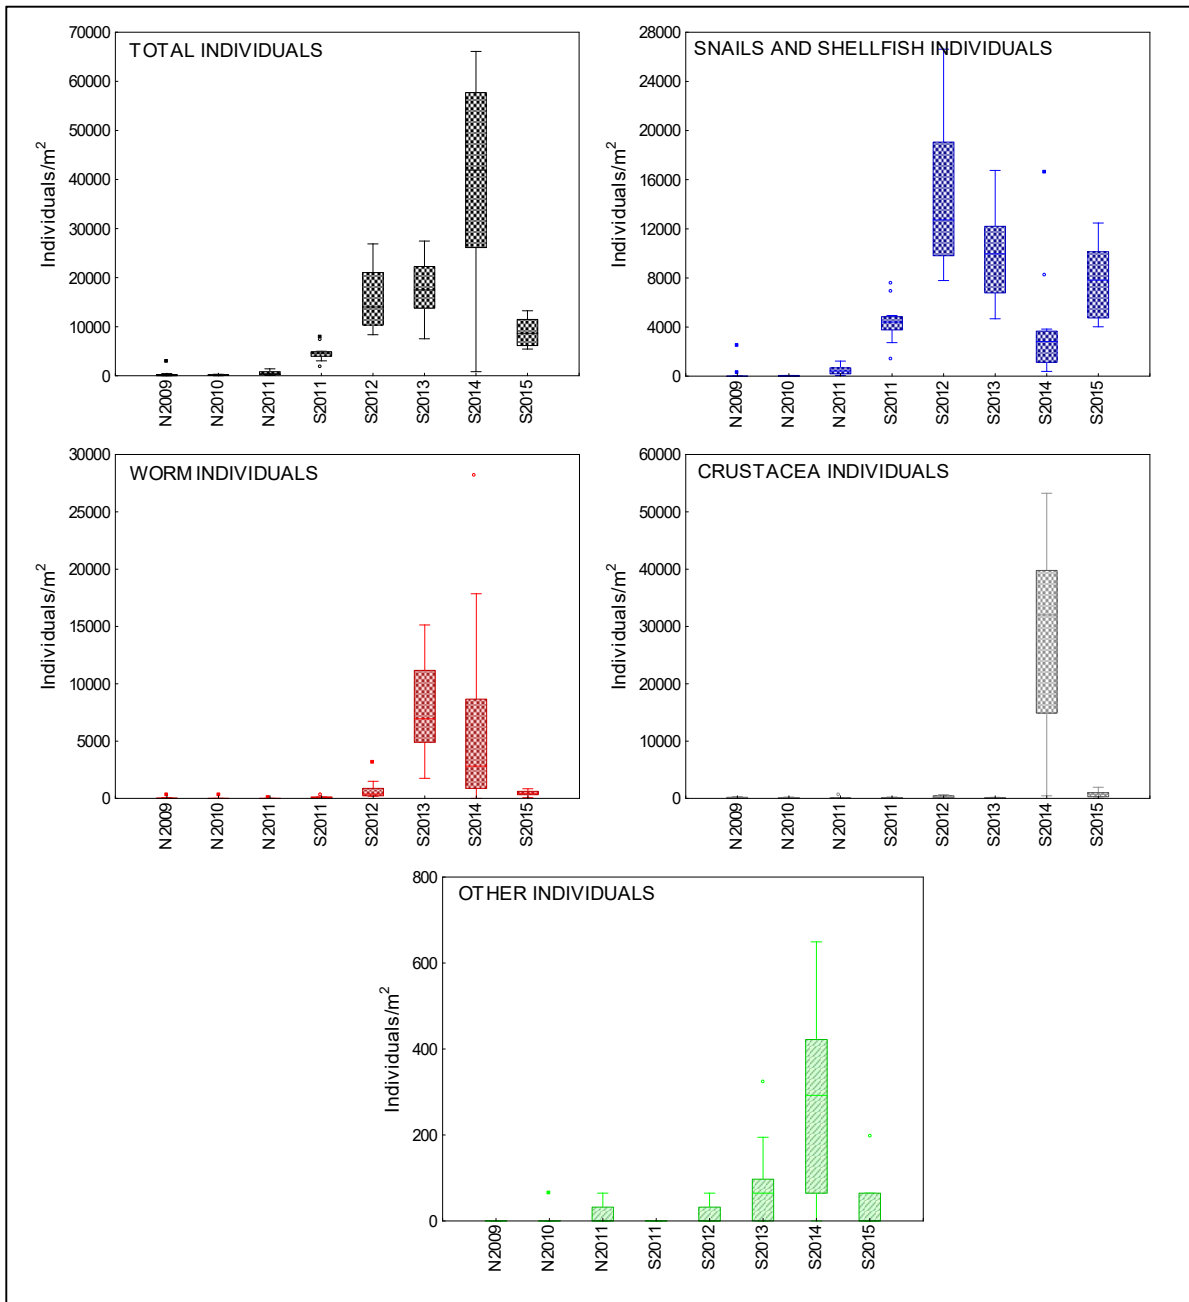 TOTAL INDIVIDUALS
Individuals/m²
70000
60000
50000
40000
30000
20000
10000
0
N2009
N2010
N2011
S2011
S2012
S2013
S2014
S2015
SNAILS AND SHELLFISH INDIVIDUALS
28000
24000
20000
16000
12000
8000
4000
0
N2009
N2010
N2011
S2011
S2012
S2013
S2014
S2015
WORM INDIVIDUALS
Individuals/m²
30000
25000
20000
15000
10000
5000
0
N2009
N2010
N2011
S2011
S2012
S2013
S2014
S2015
CRUSTACEA INDIVIDUALS
Individuals/m²
60000
50000
40000
30000
20000
10000
0
N2009
N2010
N2011
S2011
S2012
S2013
S2014
S2015
OTHER INDIVIDUALS
Individuals/m²
800
600
400
200
0
N2009
N2010
N2011
S2011
S2012
S2013
S2014
S2015